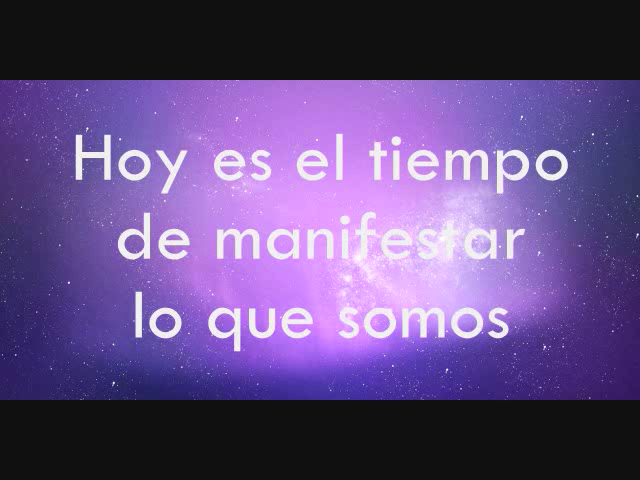 Hoy es el tiempo
de manifestar
lo que somos